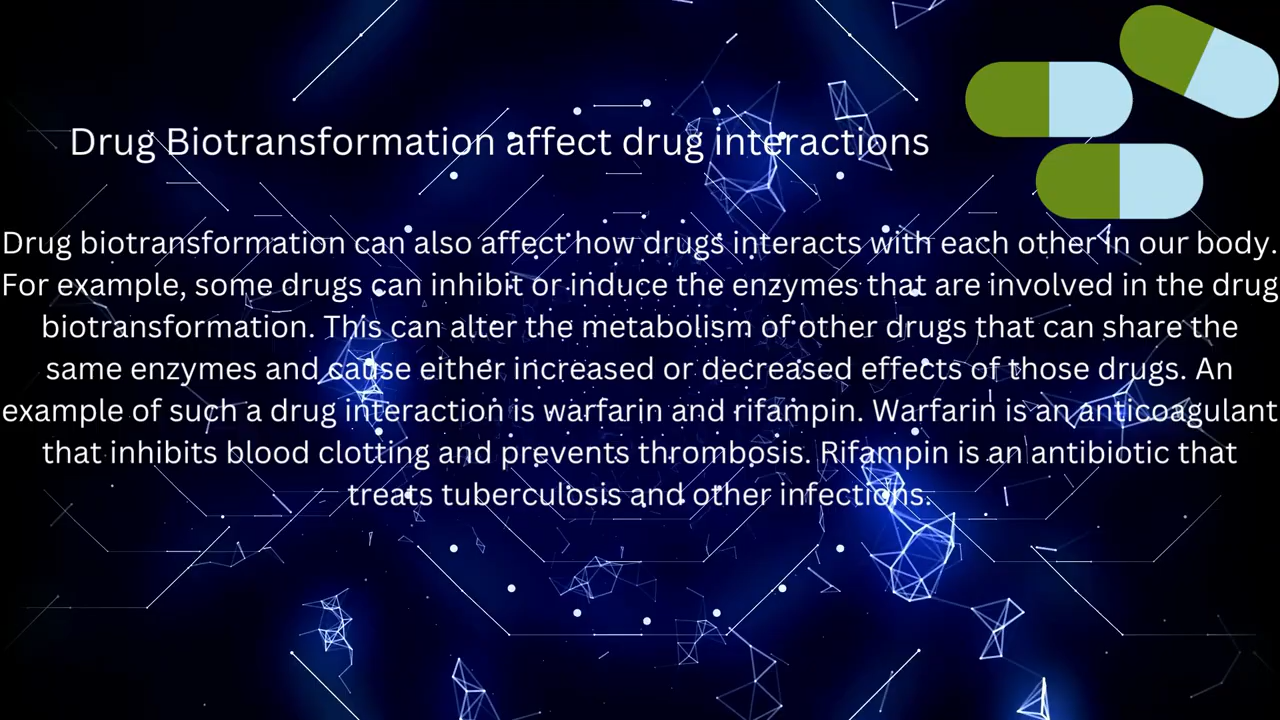 Drug Biotransformation affect drug interactions
Drug biotransformation can also affect how drugs interacts with each other in our body.
For example, some drugs can inhibit or induce the enzymes that are involved in the drug
biotransformation. This can alter the metabolism of other drugs that can share the
same enzymes and cause either increased or decreased effects of those drugs. An
example of such a drug interaction is warfarin and rifampin. Warfarin is an anticoagulant
that inhibits blood clotting and prevents thrombosis. Rifampin is an antibiotic that
treats tuberculosis and other infections.